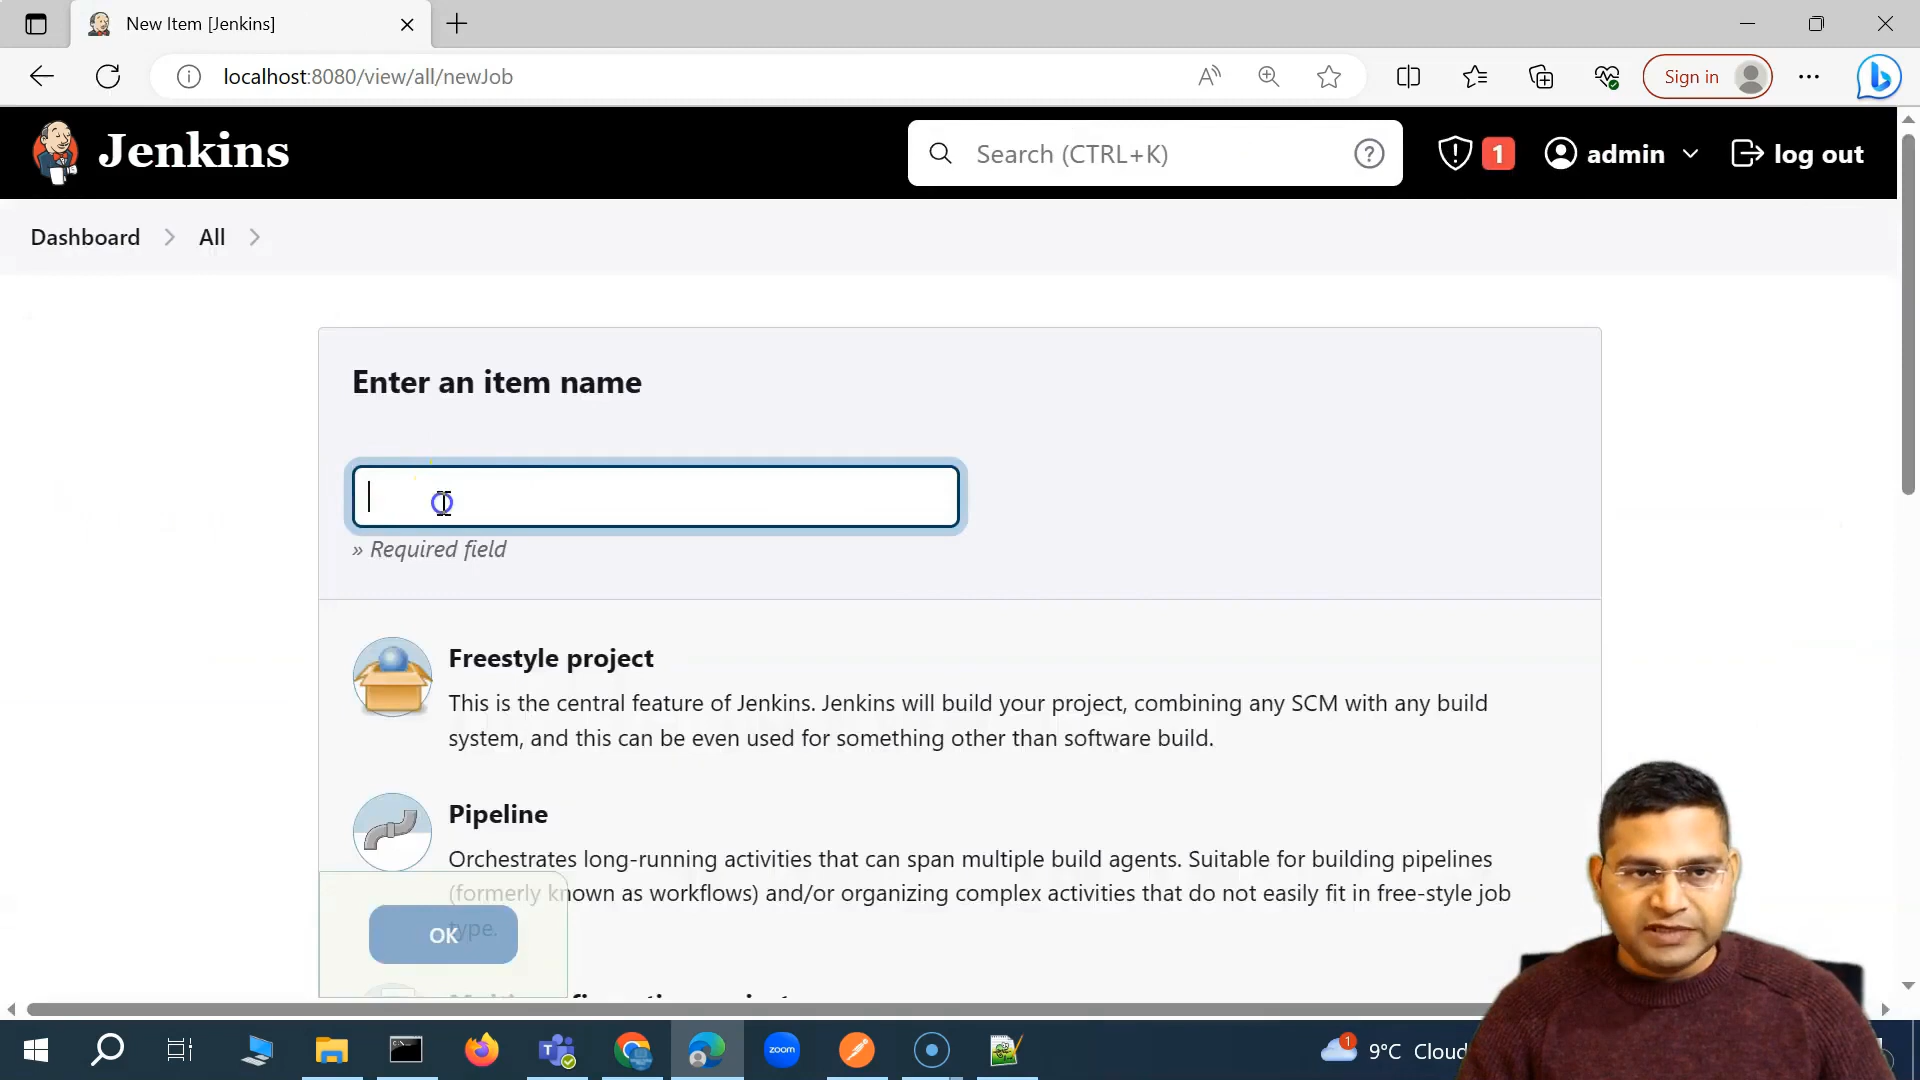 New Item [Jenkins]
localhost:8080/view/all/newJob
Sign in
Jenkins
Search (CTRL+K)
1
admin
log out
Dashboard
All
Enter an item name
» Required field
Freestyle project
This is the central feature of Jenkins. Jenkins will build your project, combining any SCM with any build
system, and this can be even used for something other than software build.
Pipeline
Orchestrates long-running activities that can span multiple build agents. Suitable for building pipelines
(formerly known as workflows) and/or organizing complex activities that do not easily fit in free-style job
type.
OK
zoom
1
9°C Cloud